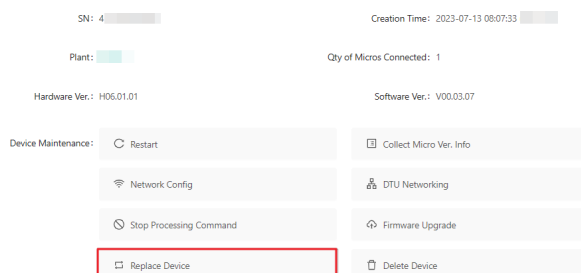 SN: 4
Creation Time: 2023-07-13 08:07:33
Plant:
Qty of Micros Connected: 1
Hardware Ver.: H06.01.01
Software Ver.: V00.03.07
Device Maintenance:
Restart
Collect Micro Ver. Info
Network Config
DTU Networking
Stop Processing Command
Firmware Upgrade
Replace Device
Delete Device